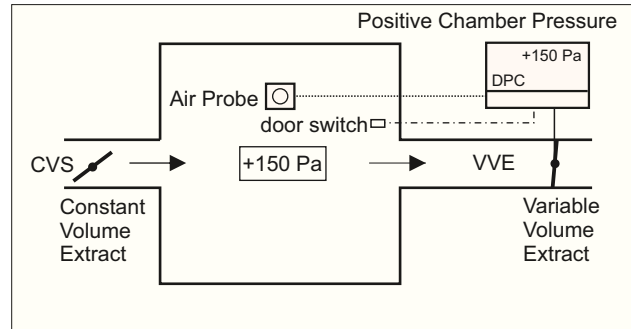 Positive Chamber Pressure
+150 Pa
DPC
Air Probe
door switch
CVS
+150 Pa
VVE
Constant
Volume
Extract
Variable
Volume
Extract